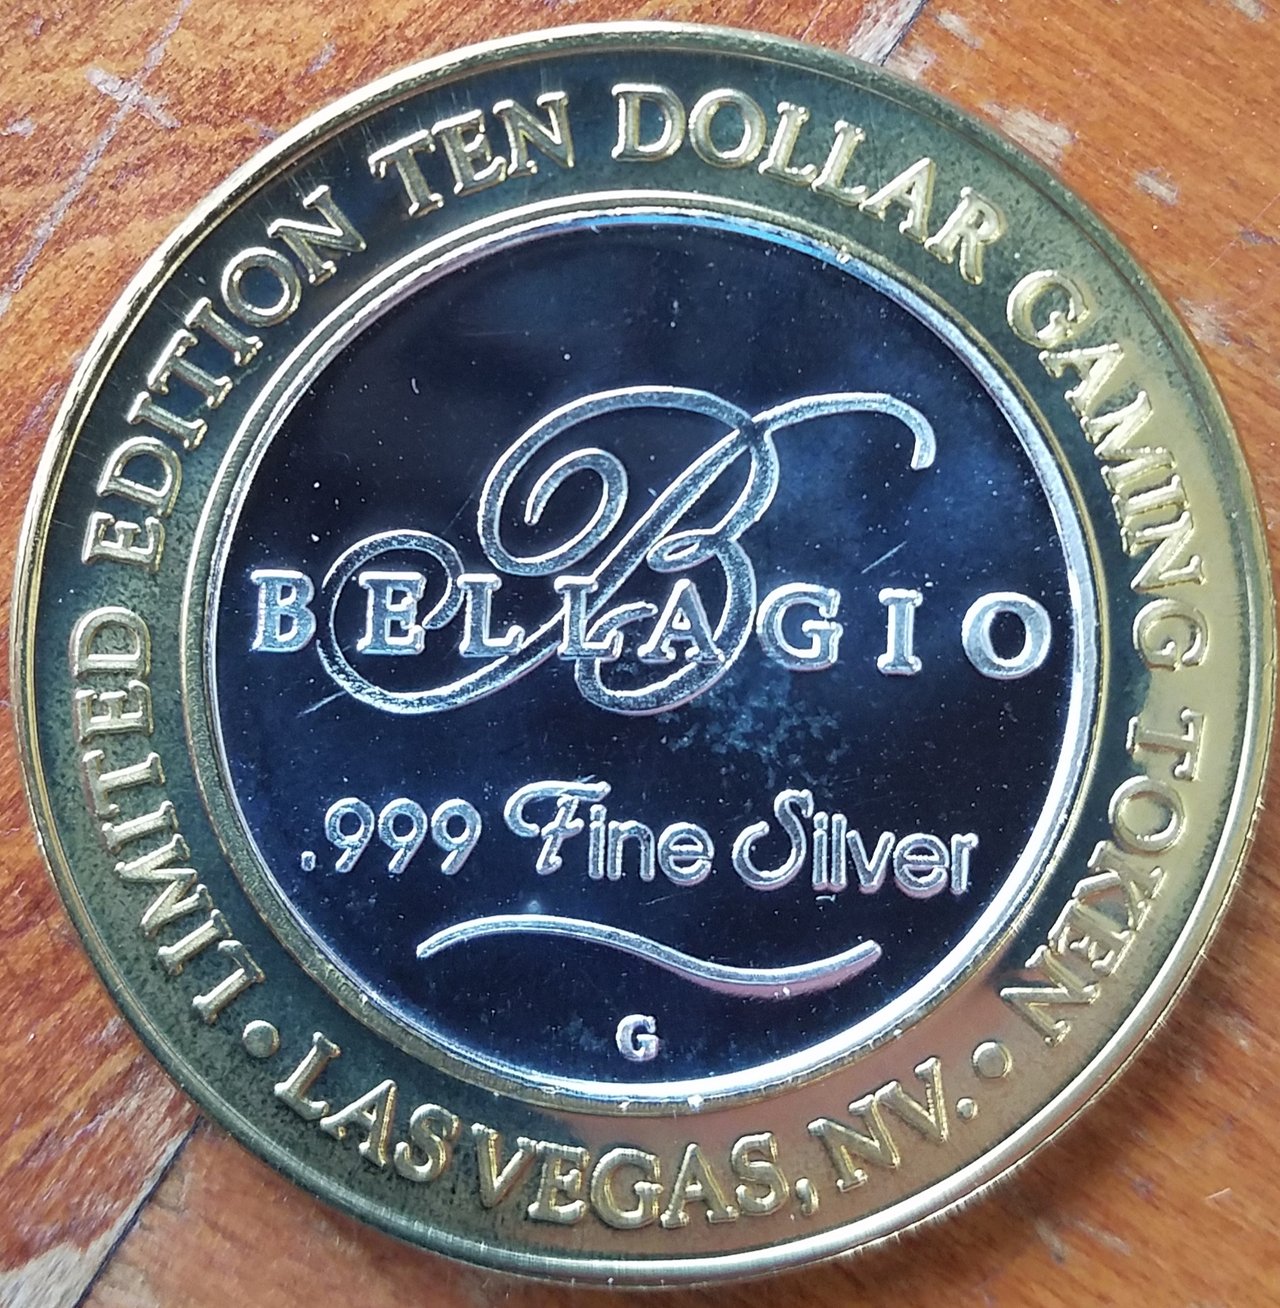 LIMITED EDITION TEN DOLLAR GAMING TOKEN
B
BELLAGIO
.999 Fine Silver
G
• LAS VEGAS, NV. •